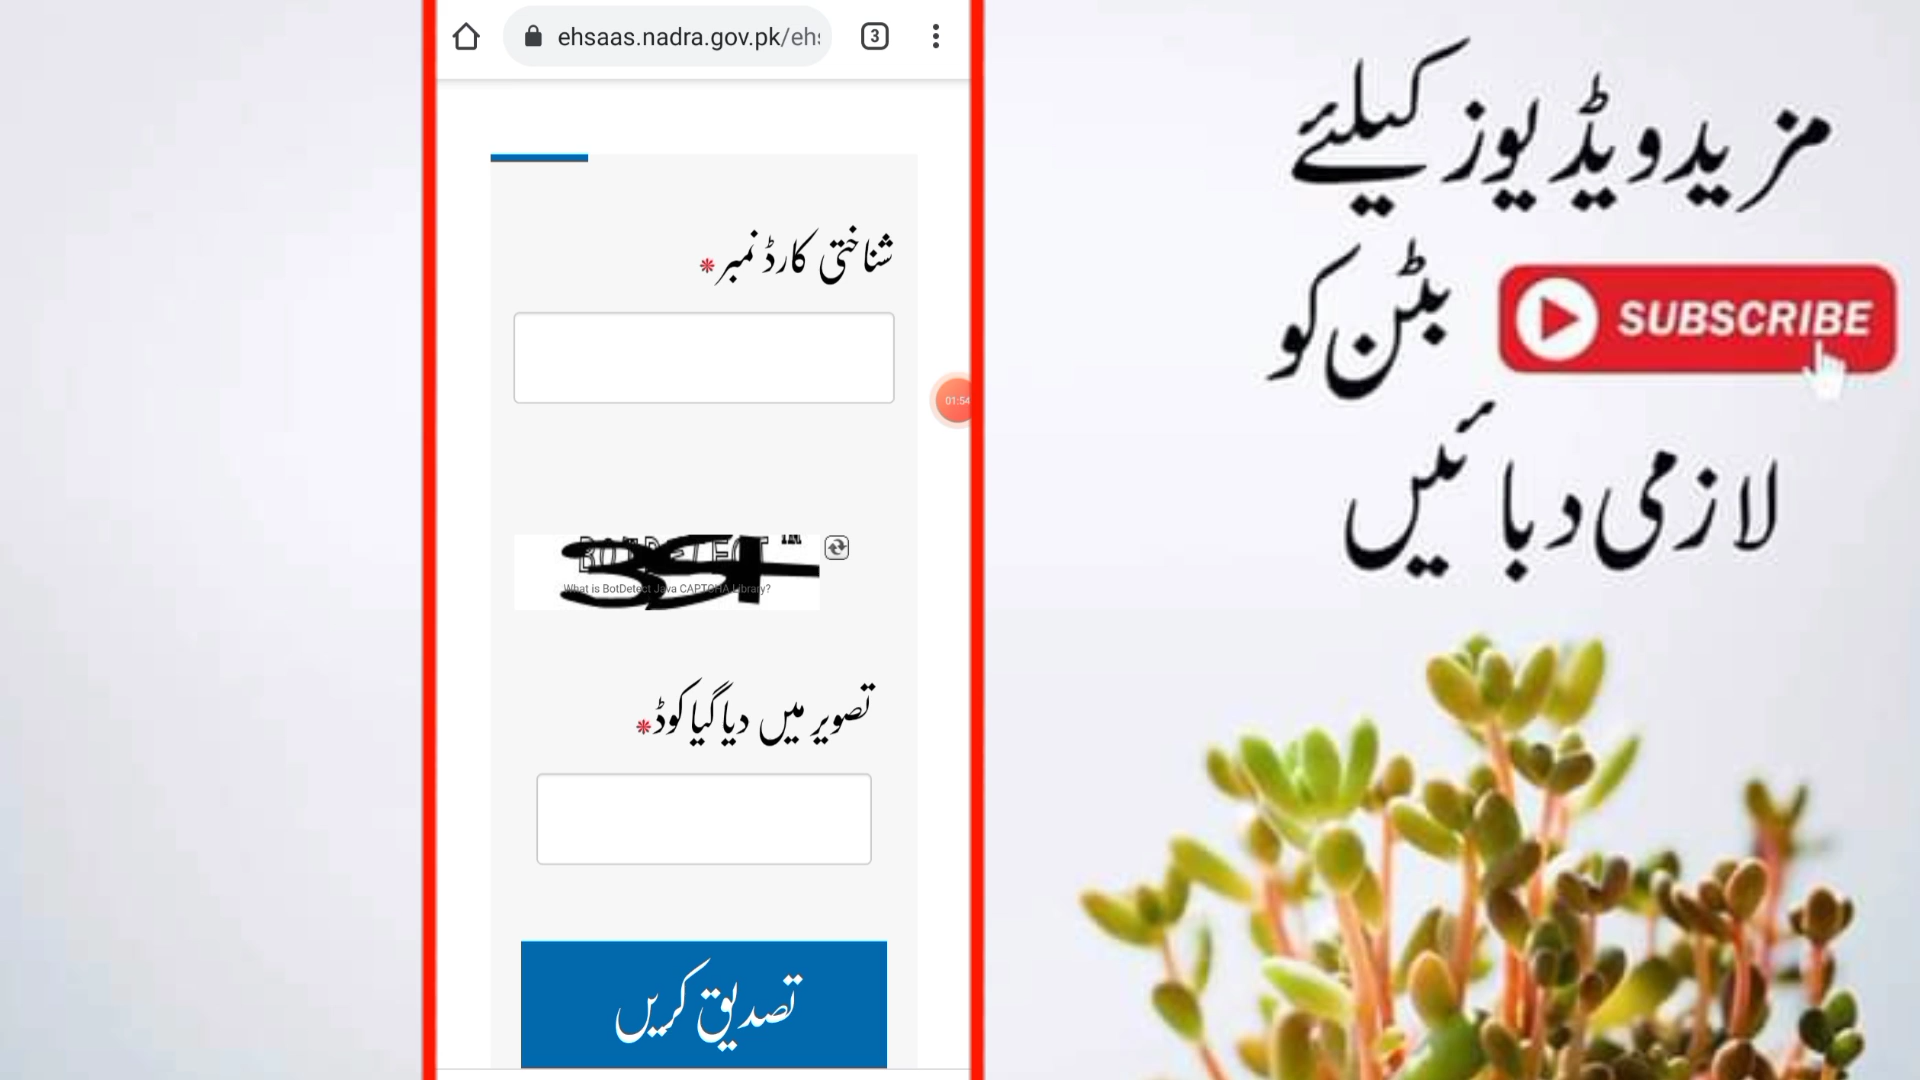 ehsaas.nadra.gov.pk/ehs
3
شناختی کارڈ نمبر*
01:54
What is BotDetect Java CAPTCHA Library?
تصویر میں دیا گیا کوڈ*
تصدیق کریں
مزید ویڈیوز کیلئے
SUBSCRIBE بٹن کو
لازمی دبائیں